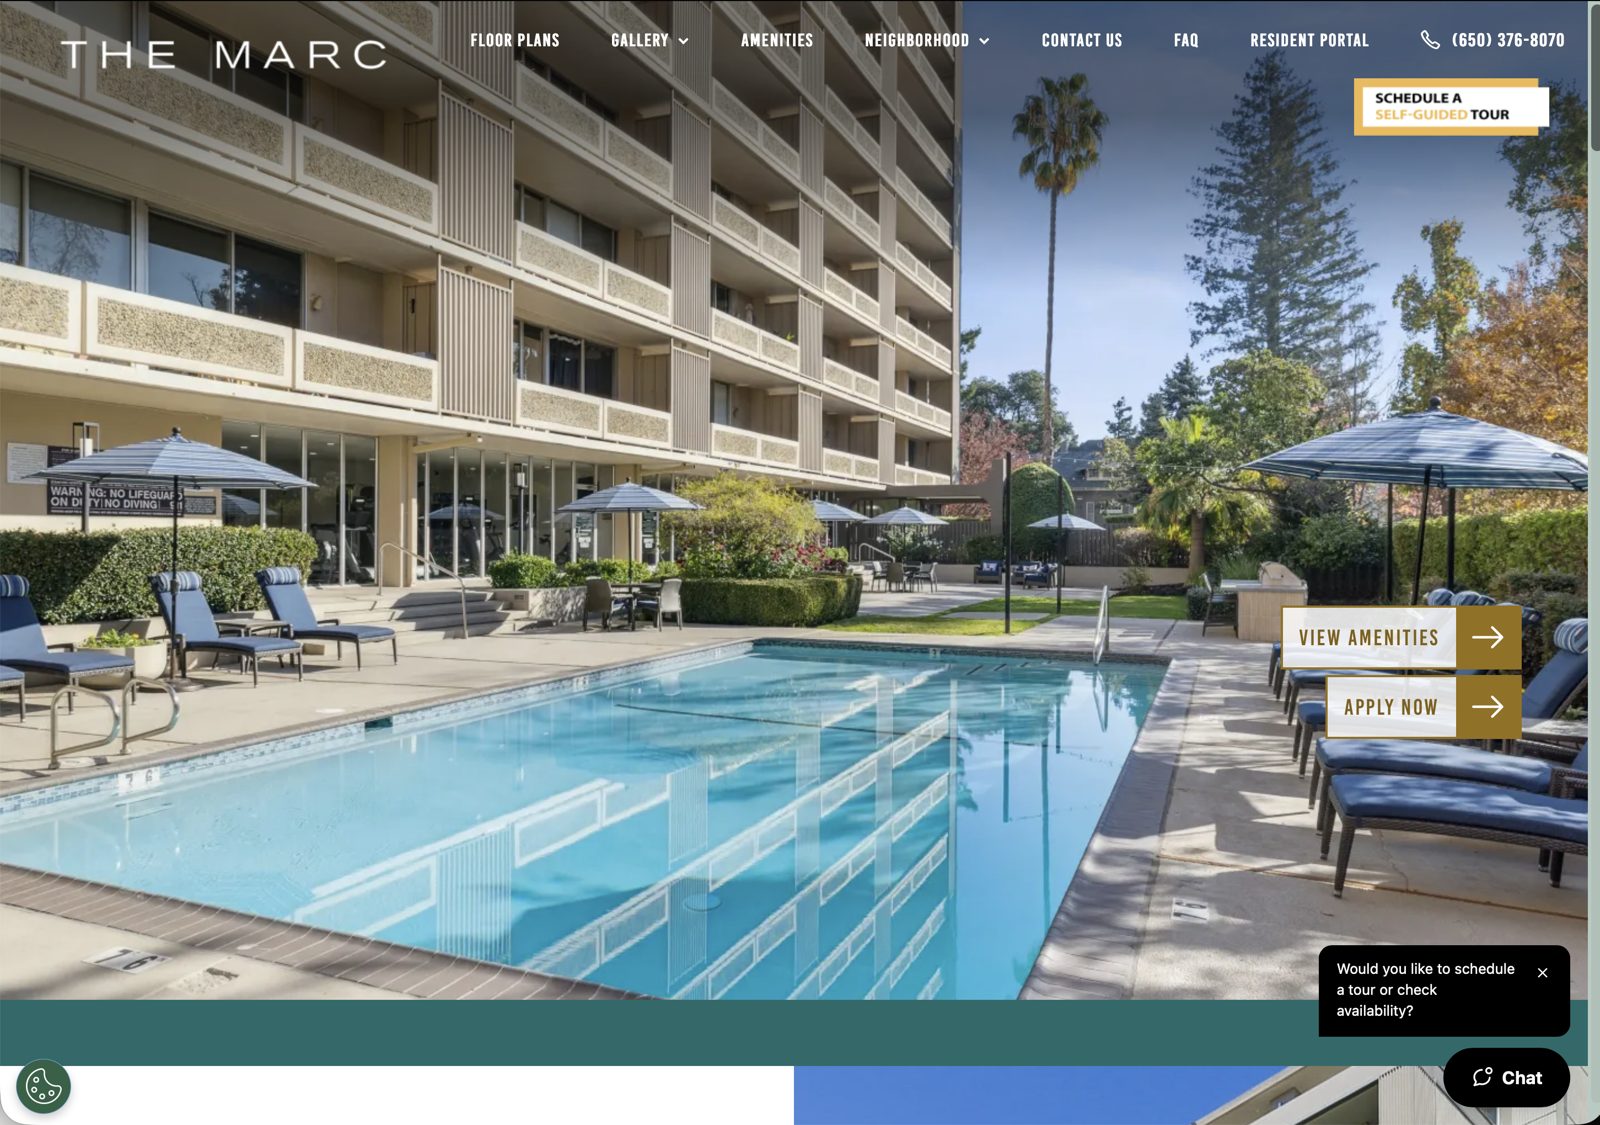 THE MARC
FLOOR PLANS
GALLERY
AMENITIES
NEIGHBORHOOD
CONTACT US
FAQ
RESIDENT PORTAL
(650) 376-8070
SCHEDULE A
SELF-GUIDED TOUR
WARNING: NO LIFEGUARD
ON DUTY NO DIVING
VIEW AMENITIES
APPLY NOW
Would you like to schedule
a tour or check
availability?
Chat